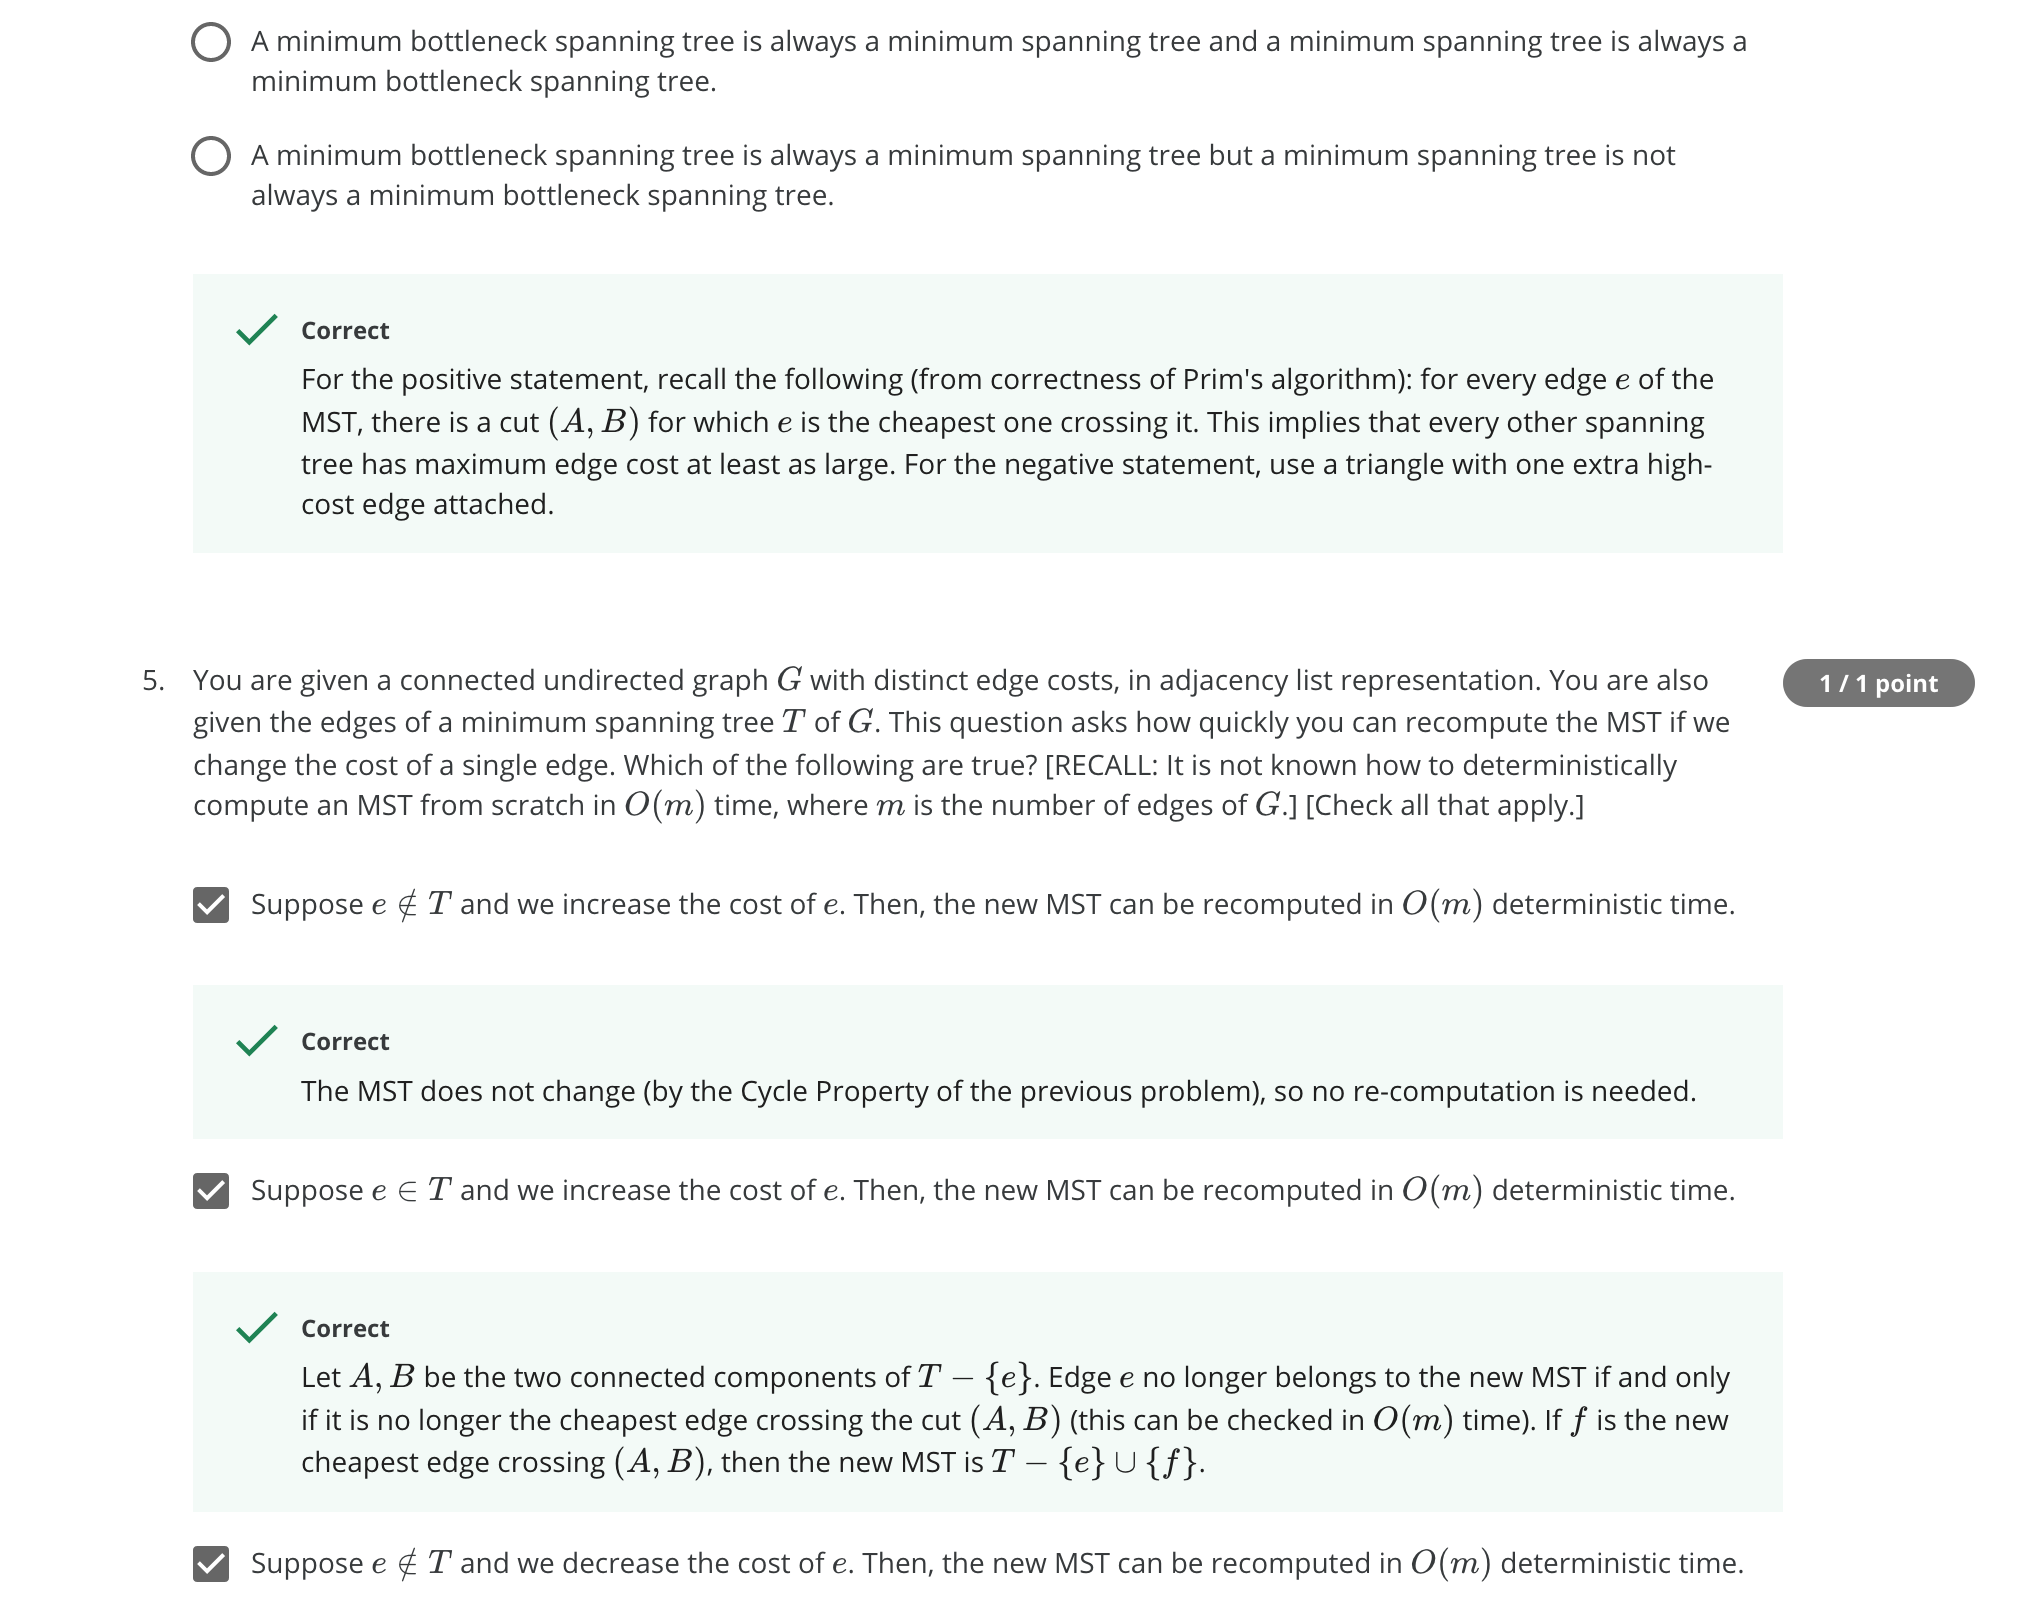 A minimum bottleneck spanning tree is always a minimum spanning tree and a minimum spanning tree is always a
minimum bottleneck spanning tree.
A minimum bottleneck spanning tree is always a minimum spanning tree but a minimum spanning tree is not
always a minimum bottleneck spanning tree.
Correct
For the positive statement, recall the following (from correctness of Prim's algorithm): for every edge e of the
MST, there is a cut (A, B) for which e is the cheapest one crossing it. This implies that every other spanning
tree has maximum edge cost at least as large. For the negative statement, use a triangle with one extra high-
cost edge attached.
5. You are given a connected undirected graph G with distinct edge costs, in adjacency list representation. You are also
1 / 1 point
given the edges of a minimum spanning tree T of G. This question asks how quickly you can recompute the MST if we
change the cost of a single edge. Which of the following are true? [RECALL: It is not known how to deterministically
compute an MST from scratch in O(m) time, where m is the number of edges of G.] [Check all that apply.]
Suppose e ∉ T and we increase the cost of e. Then, the new MST can be recomputed in O(m) deterministic time.
Correct
The MST does not change (by the Cycle Property of the previous problem), so no re-computation is needed.
Suppose e ∈ T and we increase the cost of e. Then, the new MST can be recomputed in O(m) deterministic time.
Correct
Let A, B be the two connected components of T − {e}. Edge e no longer belongs to the new MST if and only
if it is no longer the cheapest edge crossing the cut (A, B) (this can be checked in O(m) time). If f is the new
cheapest edge crossing (A, B), then the new MST is T − {e} ∪ {f}.
Suppose e ∉ T and we decrease the cost of e. Then, the new MST can be recomputed in O(m) deterministic time.